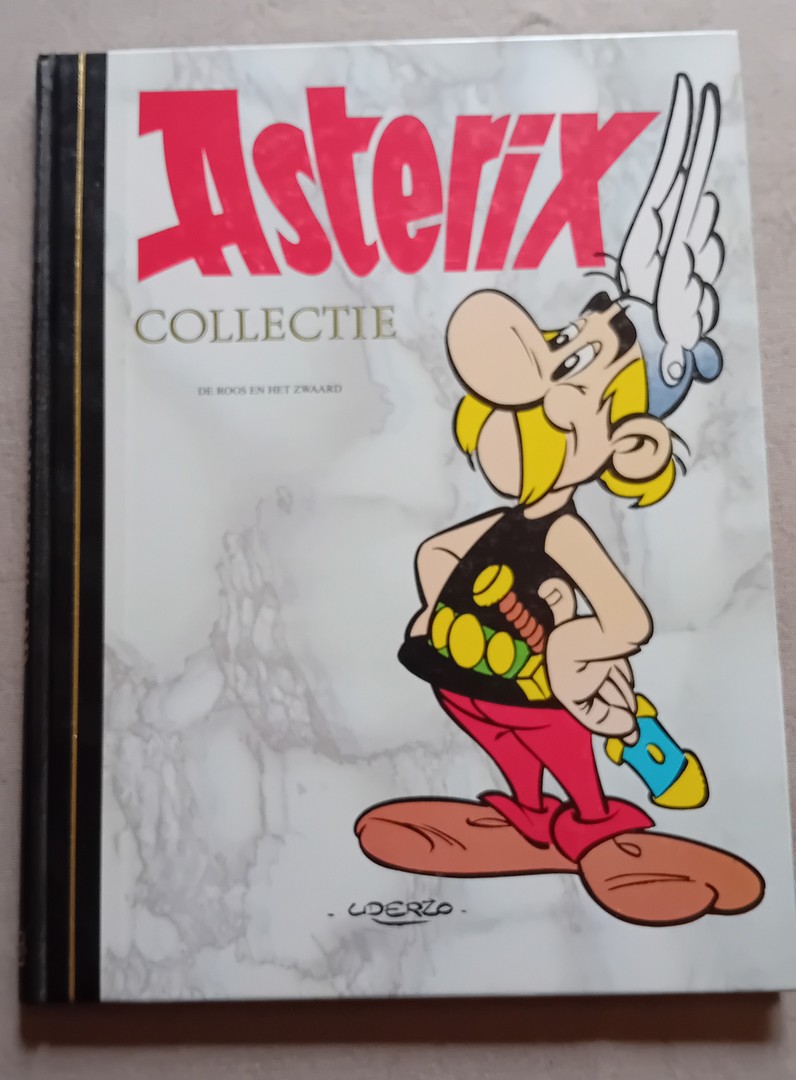 Asterix
COLLECTIE
DE ROOS EN HET ZWAARD
UDERZO